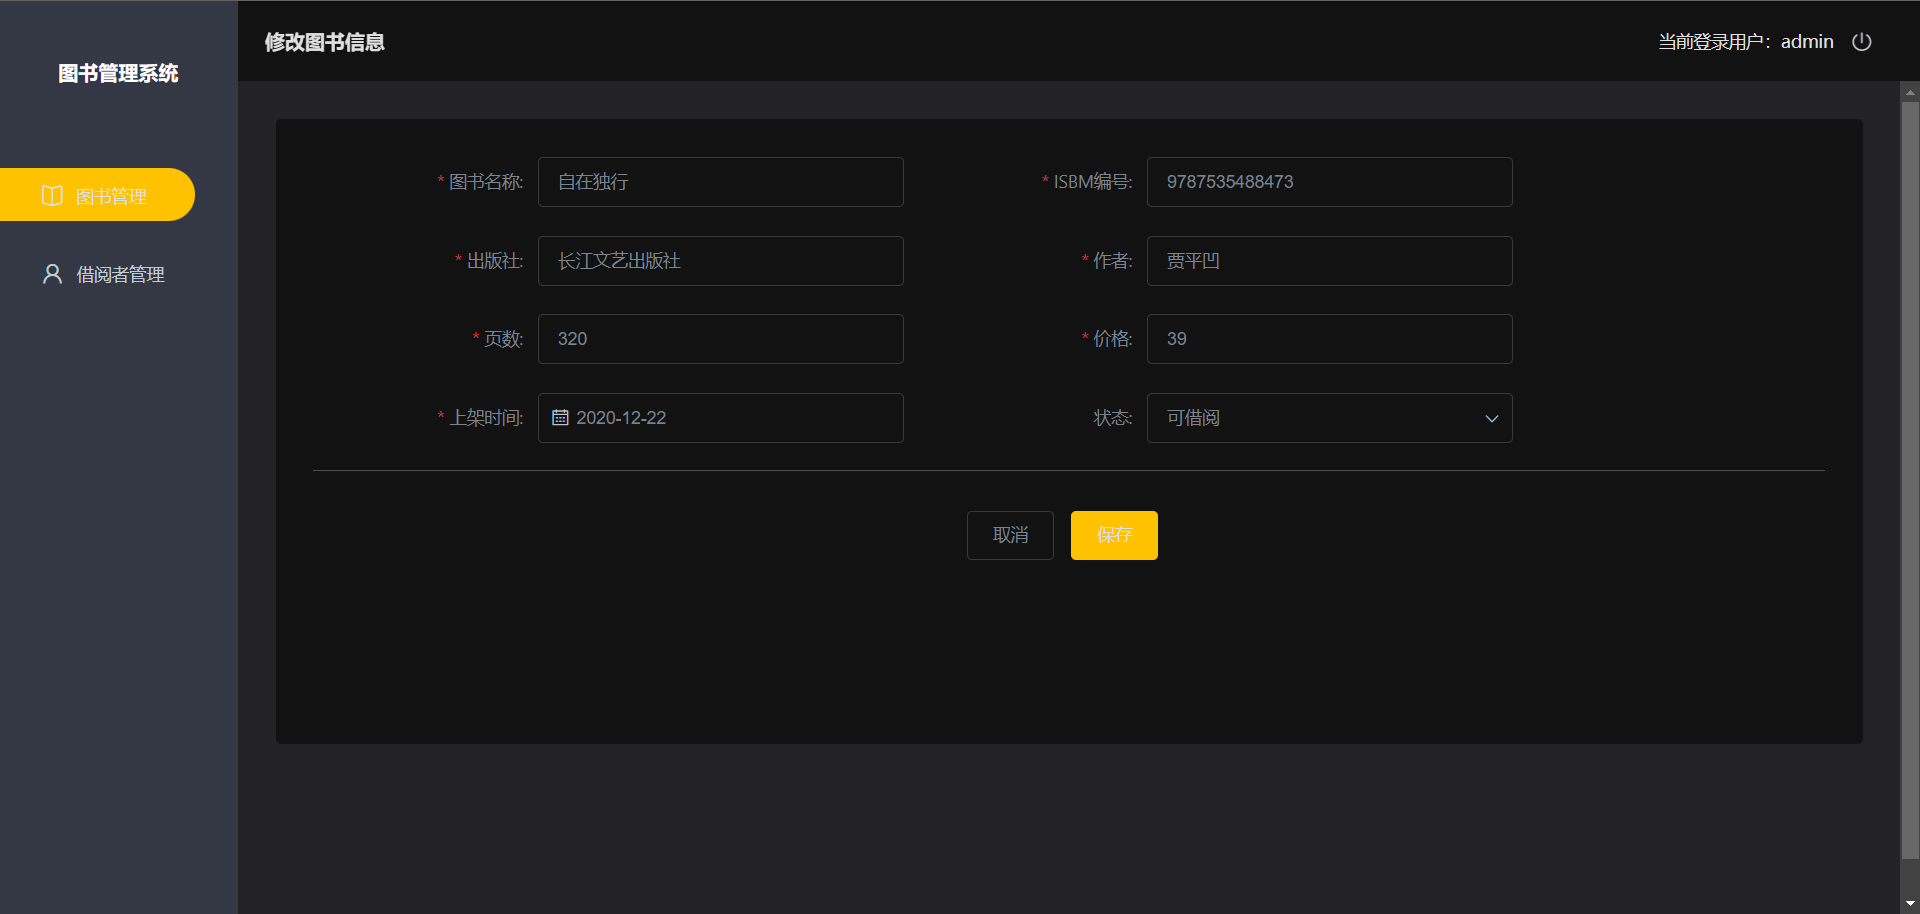 图书管理系统
图书管理
借阅者管理
修改图书信息
当前登录用户：admin
* 图书名称: 自在独行
* ISBM编号: 9787535488473
* 出版社: 长江文艺出版社
* 作者: 贾平凹
* 页数: 320
* 价格: 39
* 上架时间: 2020-12-22
状态: 可借阅
取消
保存